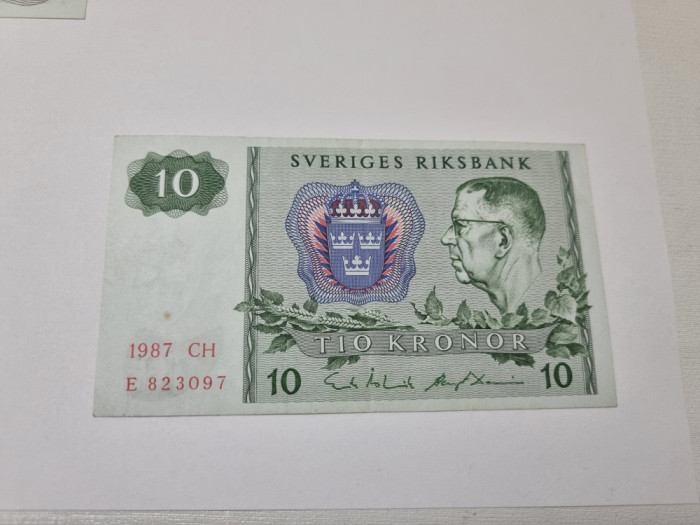 SVERIGES RIKSBANK
10
1987 CH
E 823097
TIO KRONOR
10
10